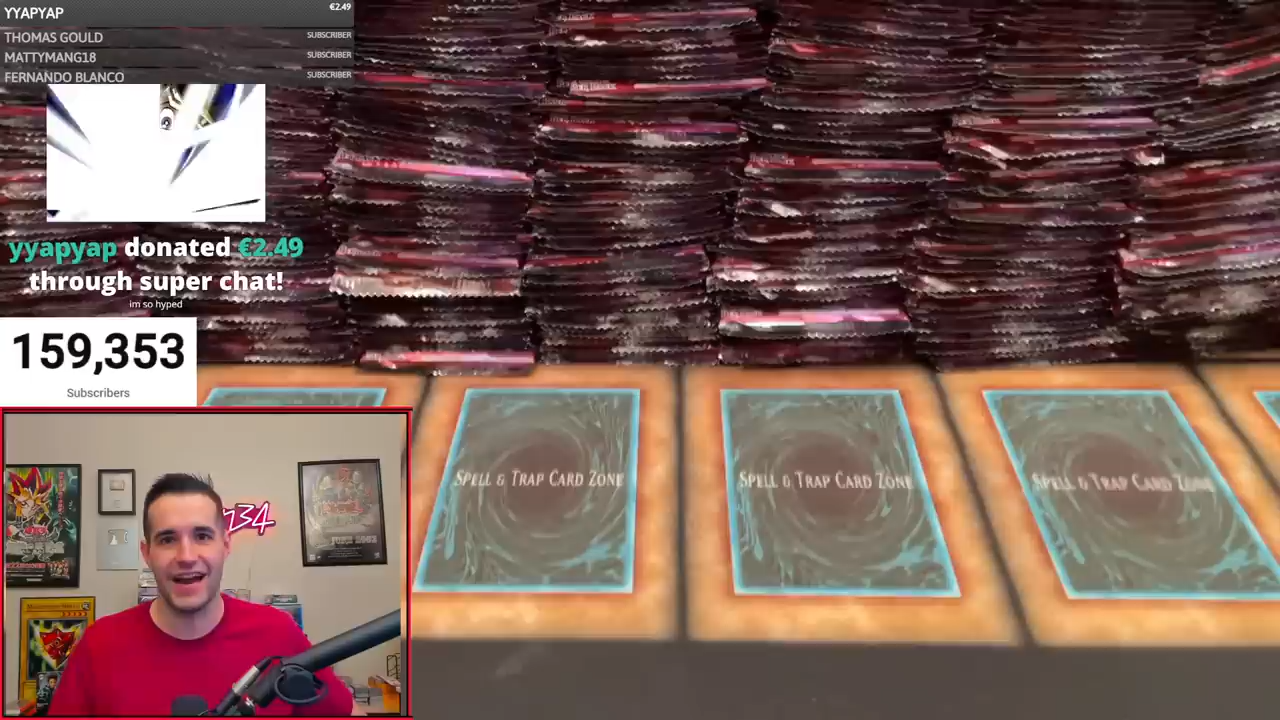 YYAPYAP €2.49
THOMAS GOULD SUBSCRIBER
MATTYMANG18 SUBSCRIBER
FERNANDO BLANCO SUBSCRIBER
yyapyap donated €2.49
through super chat!
im so hyped
159,353
Subscribers
SPELL & TRAP CARD ZONE
SPELL & TRAP CARD ZONE
SPELL & TRAP CARD ZONE